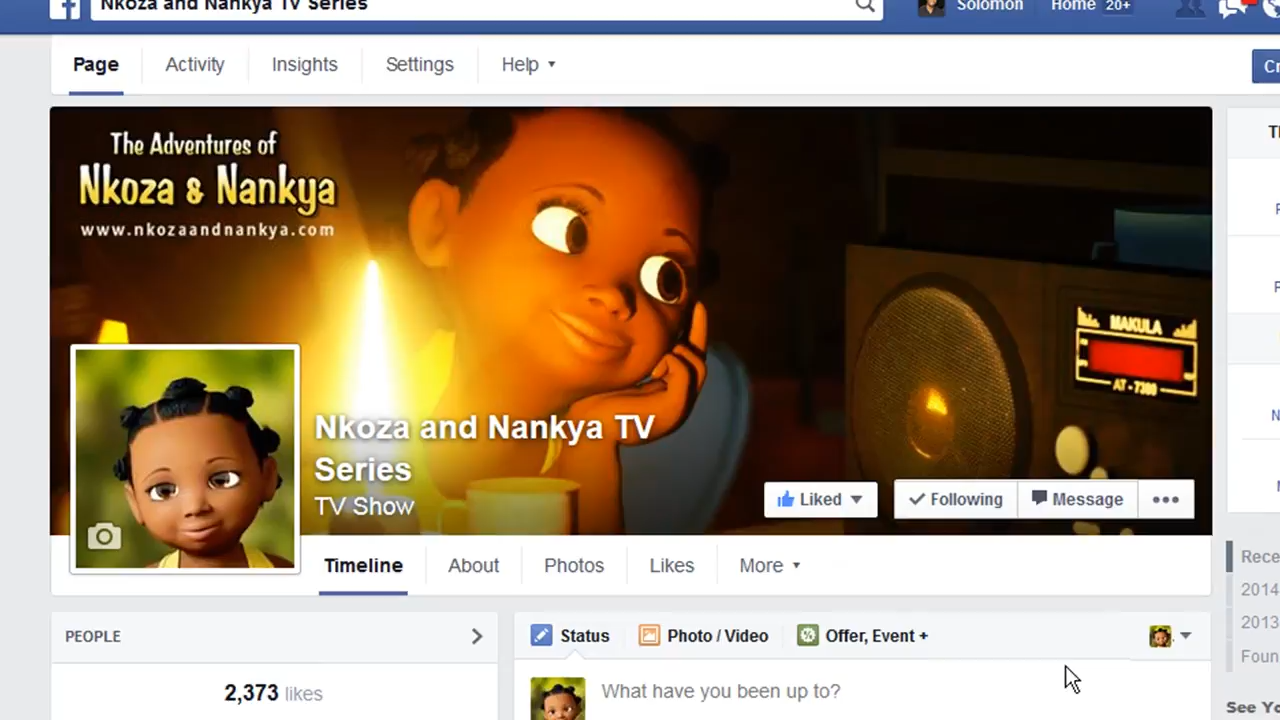 Nkoza and Nankya TV Series
Solomon
Home 20+
Page Activity Insights Settings Help
The Adventures of
Nkoza & Nankya
www.nkozaandnankya.com
MAKULA
AT-7300
Nkoza and Nankya TV
Series
TV Show
Liked Following Message
Timeline About Photos Likes More
PEOPLE
2,373 likes
Status Photo / Video Offer, Event +
What have you been up to?
2014
2013